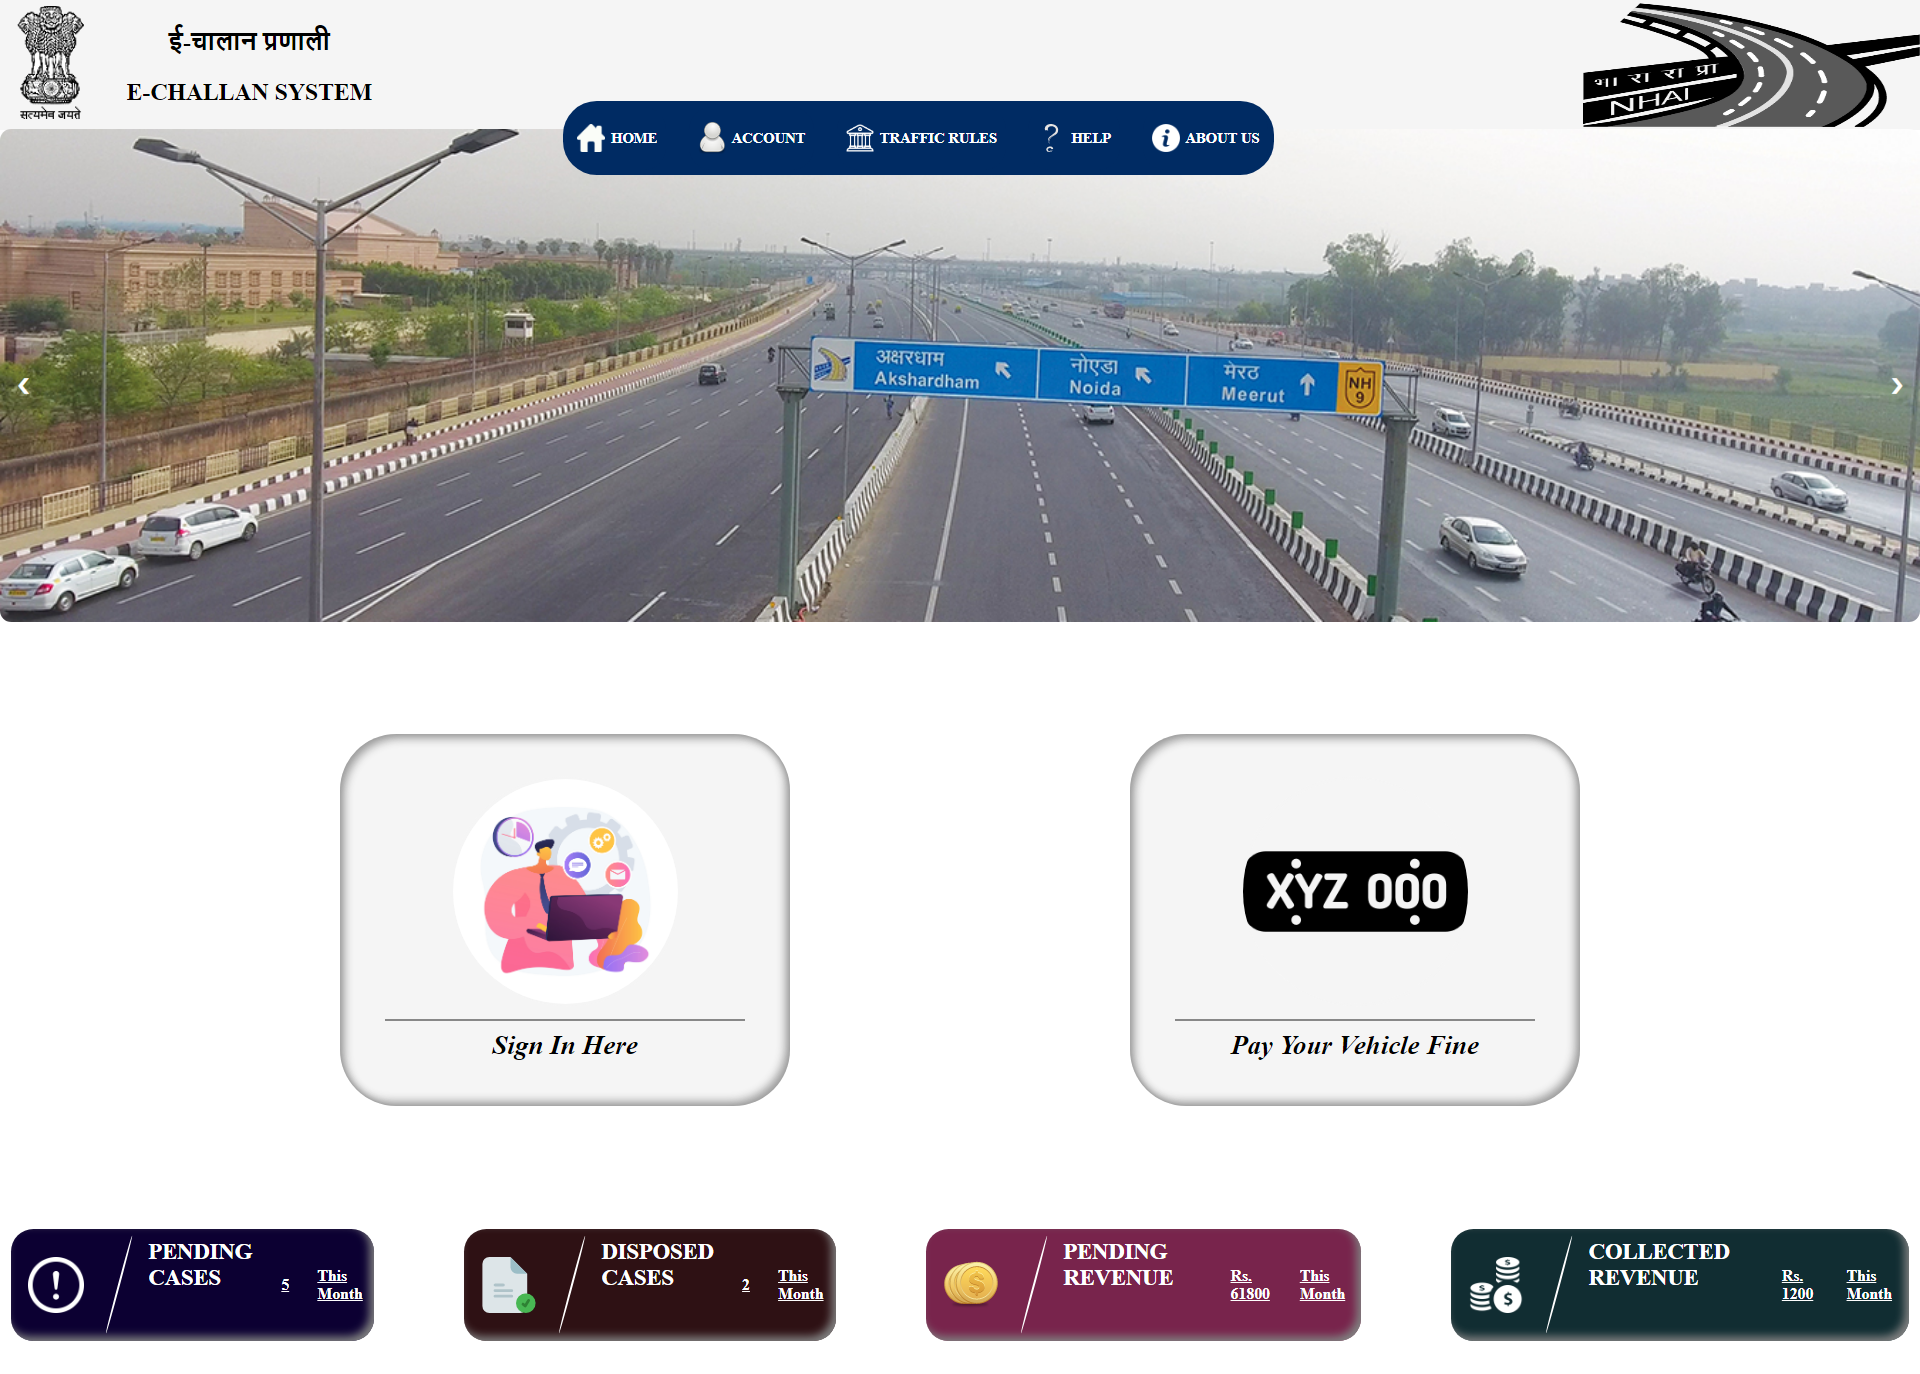 सत्यमेव जयते
ई-चालान प्रणाली
E-CHALLAN SYSTEM
भा रा रा प्रा
NHAI
HOME
ACCOUNT
TRAFFIC RULES
HELP
ABOUT US
अक्षरधाम
Akshardham
नोएडा
Noida
मेरठ
Meerut
NH
9
Sign In Here
XYZ 000
Pay Your Vehicle Fine
PENDING
CASES
5
This
Month
DISPOSED
CASES
2
This
Month
PENDING
REVENUE
Rs.
61800
This
Month
COLLECTED
REVENUE
Rs.
1200
This
Month